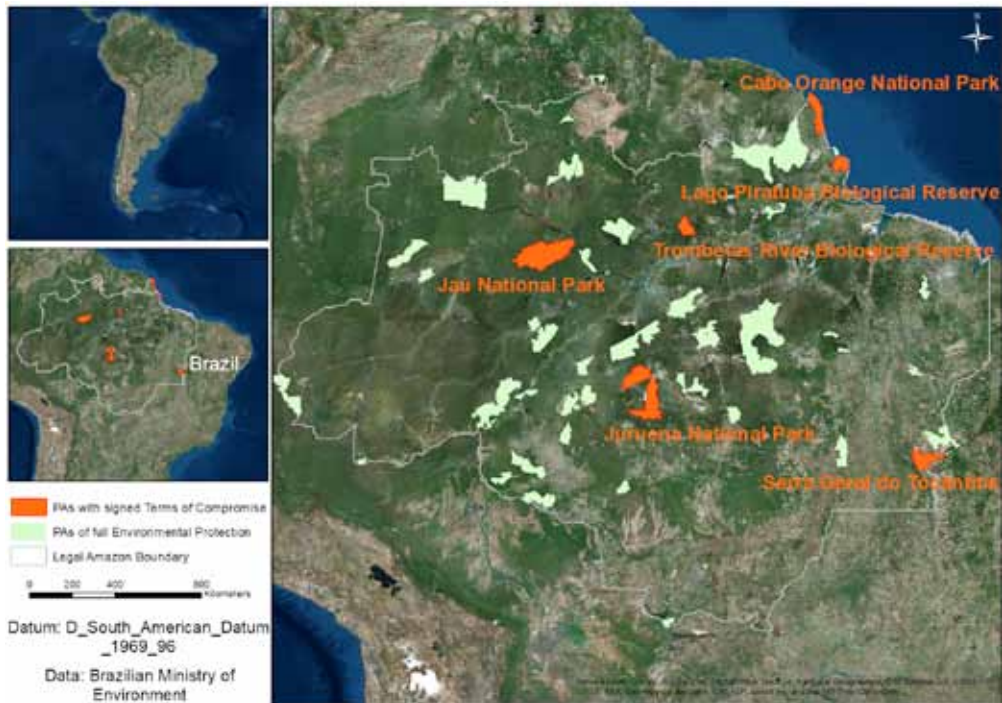 N
Cabo Orange National Park
Lago Piratuba Biological Reserve
Trombetas River Biological Reserve
Jau National Park
Juruena National Park
Serra Geral do Tocantins
Brazil
PAs with signed Terms of Compromise
PAs of full Environmental Protection
Legal Amazon Boundary
0 200 400 800
Kilometers
Datum: D_South_American_Datum
_1969_96
Data: Brazilian Ministry of
Environment